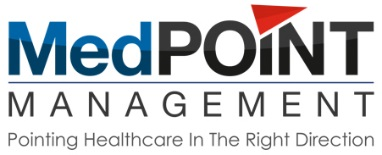 MedPOINT
MANAGEMENT
Pointing Healthcare In The Right Direction